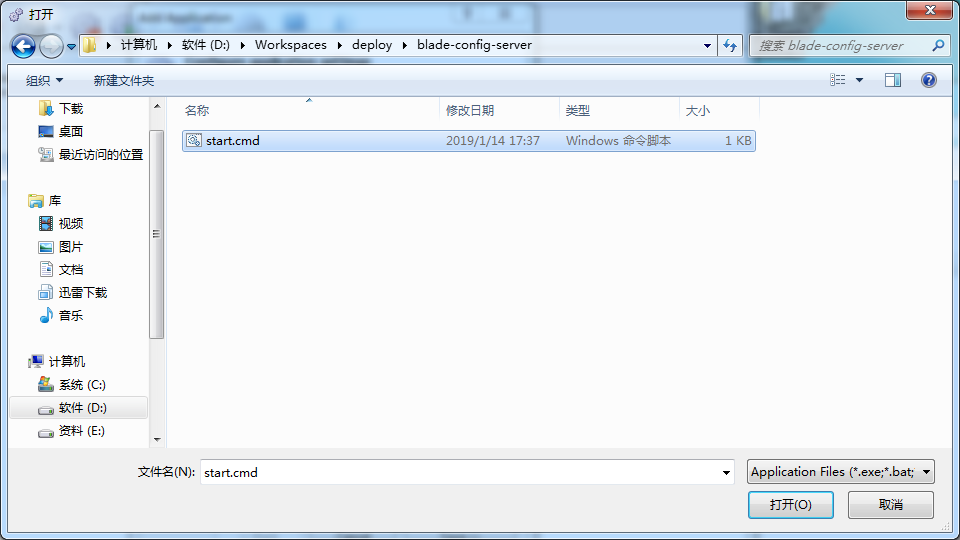 打开
计算机 软件 (D:) Workspaces deploy blade-config-server 搜索 blade-config-server
组织 新建文件夹
名称 修改日期 类型 大小
start.cmd 2019/1/14 17:37 Windows 命令脚本 1 KB
下载
桌面
最近访问的位置
库
视频
图片
文档
迅雷下载
音乐
计算机
系统 (C:)
软件 (D:)
资料 (E:)
文件名(N): start.cmd Application Files (*.exe;*.bat;
打开(O) 取消